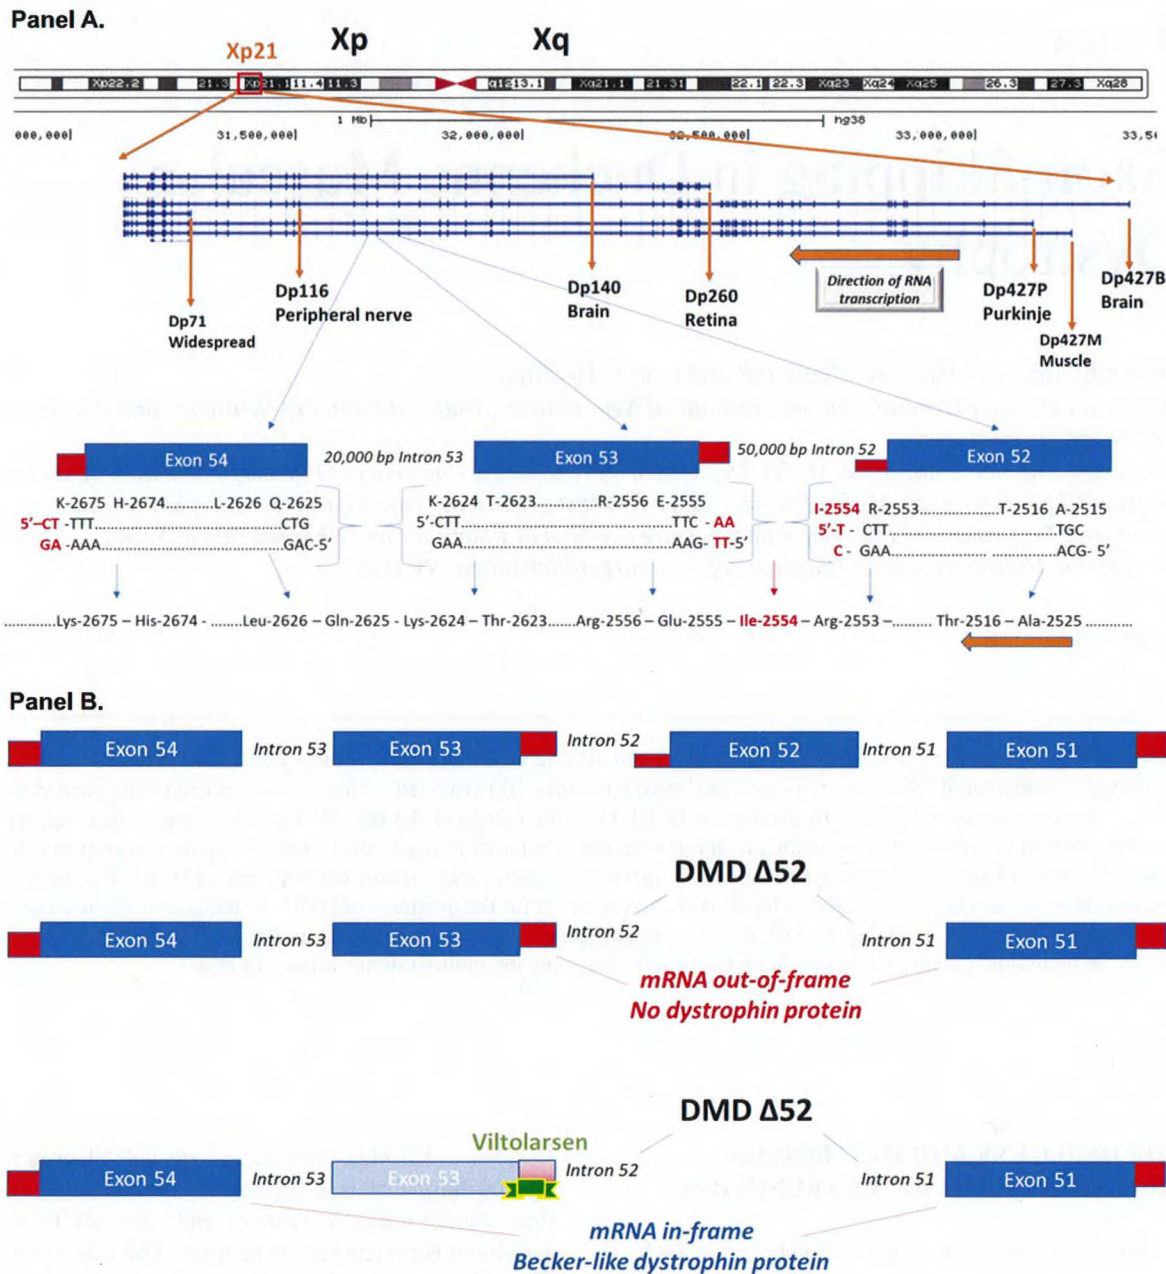 Panel A.
Xp Xq
Xp21
Xp22.2 21.3 Xp21.1 11.4 11.3 q12 13.1 Xq21.1 21.31 22.1 22.3 Xq23 Xq24 Xq25 26.3 27.3 Xq28
1 Mb hg38
000,000| 31,500,000| 32,000,000| 32,500,000| 33,000,000| 33,50
Direction of RNA
transcription
Dp71
Widespread
Dp116
Peripheral nerve
Dp140
Brain
Dp260
Retina
Dp427P
Purkinje
Dp427M
Muscle
Dp427B
Brain
Exon 54 20,000 bp Intron 53 Exon 53 50,000 bp Intron 52 Exon 52
K-2675 H-2674 L-2626 Q-2625 K-2624 T-2623 R-2556 E-2555 I-2554 R-2553 T-2516 A-2515
5'–CT -TTT CTG 5'-CTT TTC - AA 5'-T - CTT TGC
GA -AAA GAC-5' GAA AAG- TT-5' C - GAA ACG- 5'
Lys-2675 – His-2674 - Leu-2626 – Gln-2625 - Lys-2624 – Thr-2623 Arg-2556 – Glu-2555 – Ile-2554 – Arg-2553 – Thr-2516 – Ala-2525
Panel B.
Exon 54 Intron 53 Exon 53 Intron 52 Exon 52 Intron 51 Exon 51
DMD Δ52
Exon 54 Intron 53 Exon 53 Intron 52 Intron 51 Exon 51
mRNA out-of-frame
No dystrophin protein
DMD Δ52
Viltolarsen
Exon 54 Intron 53 Exon 53 Intron 52 Intron 51 Exon 51
mRNA in-frame
Becker-like dystrophin protein